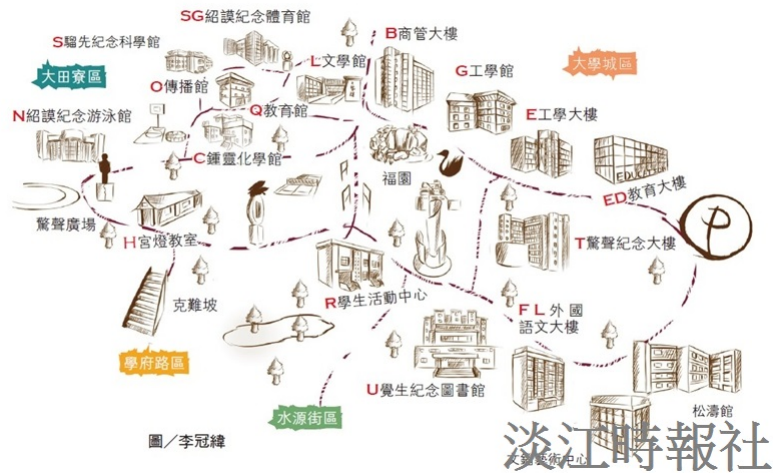 SG紹謨紀念體育館
S騮先紀念科學館
B商管大樓
L文學館
大田寮區
G工學館
大學城區
O傳播館
N紹謨紀念游泳館
Q教育館
E工學大樓
C鍾靈化學館
福園
EDUCATI
ED教育大樓
驚聲廣場
H宮燈教室
T驚聲紀念大樓
克難坡
R學生活動中心
FL外國
語文大樓
學府路區
U覺生紀念圖書館
水源街區
松濤館
圖／李冠緯
淡江時報社
文錙藝術中心